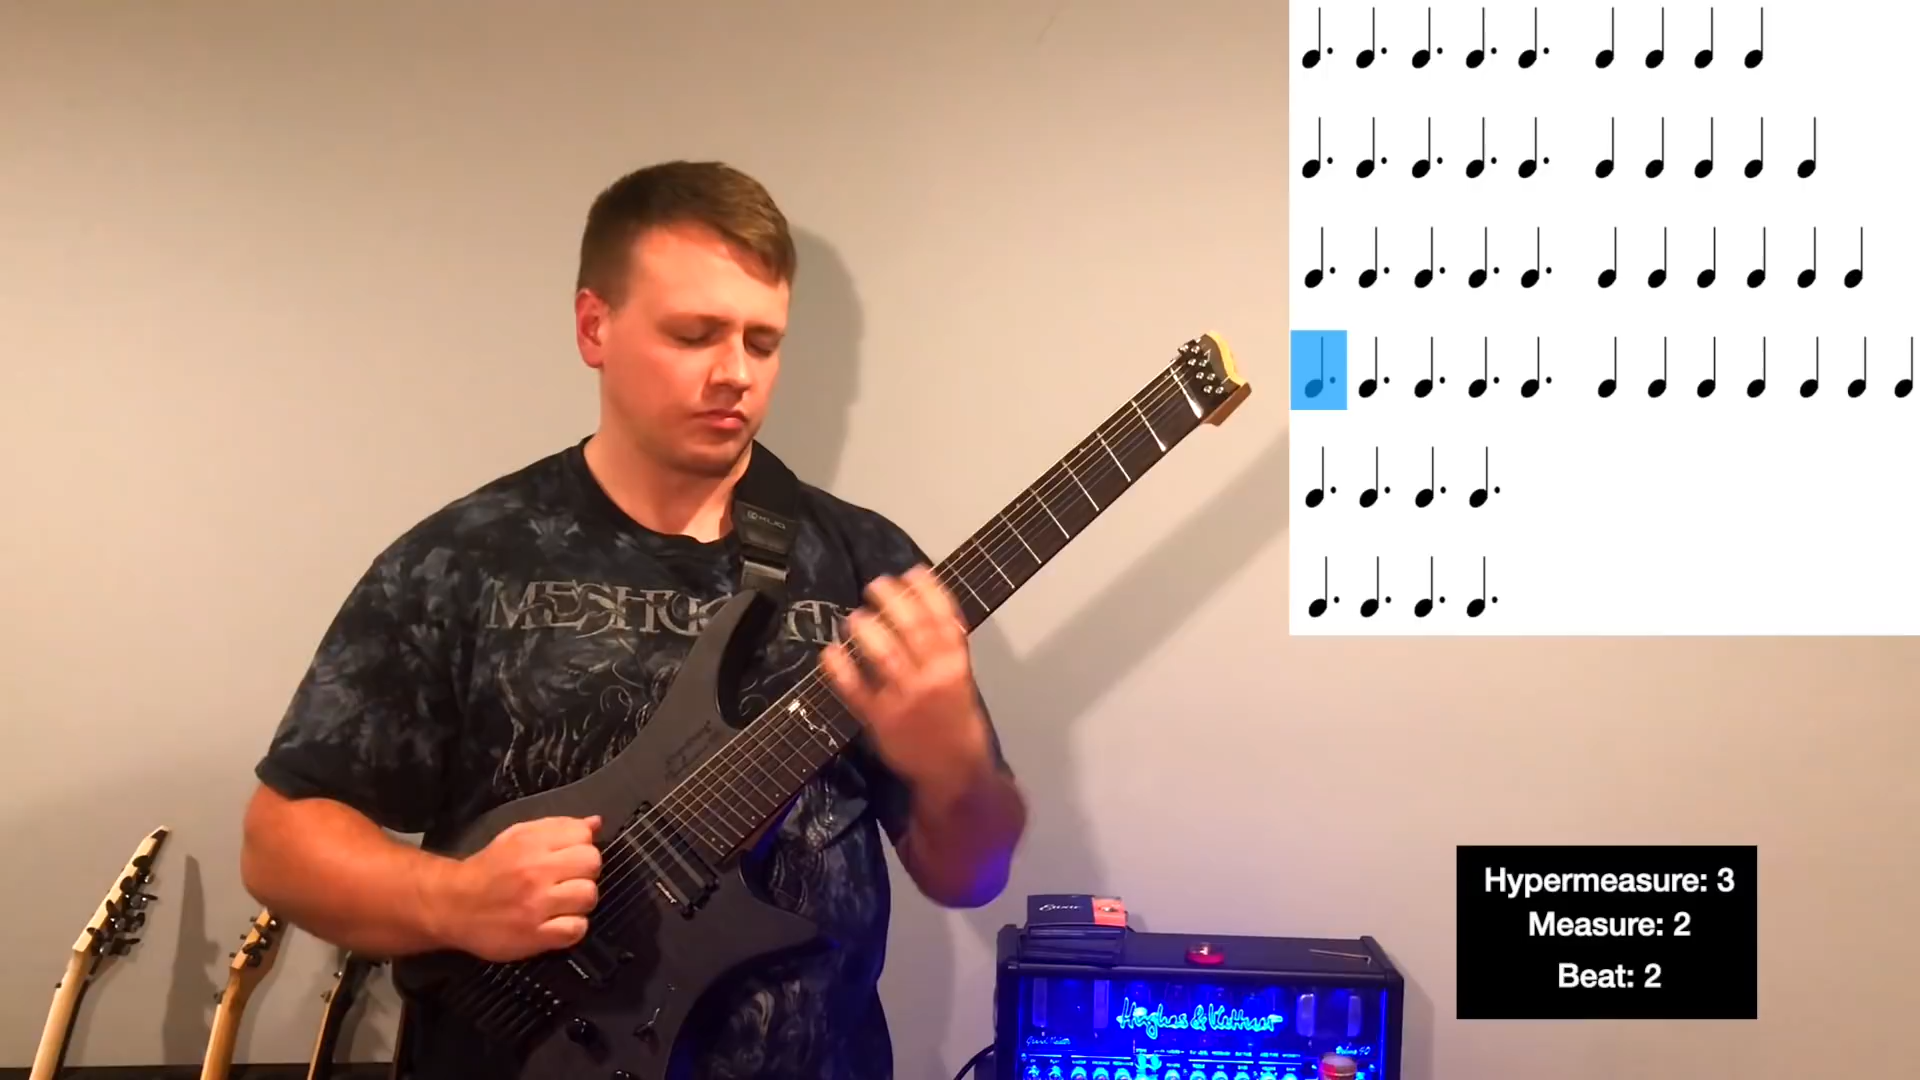 MESHUGGAH
Hypermeasure: 3
Measure: 2
Beat: 2
Hughes & Kettner